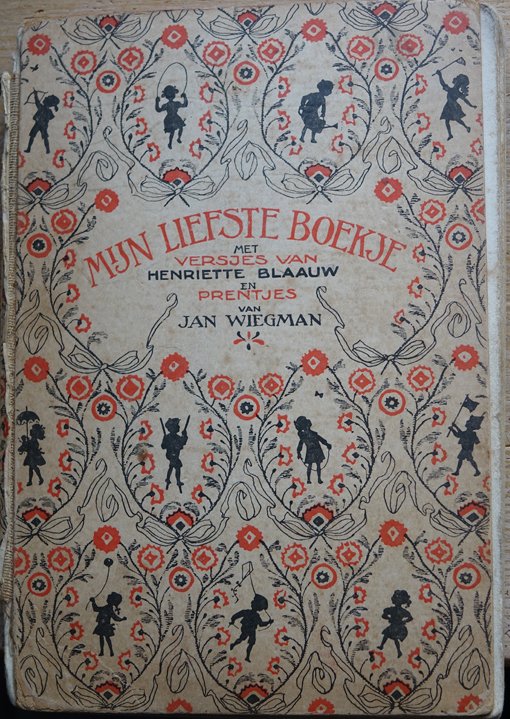 MIJN LIEFSTE BOEKJE
MET
VERSJES VAN
HENRIETTE BLAAUW
EN
PRENTJES
VAN
JAN WIEGMAN